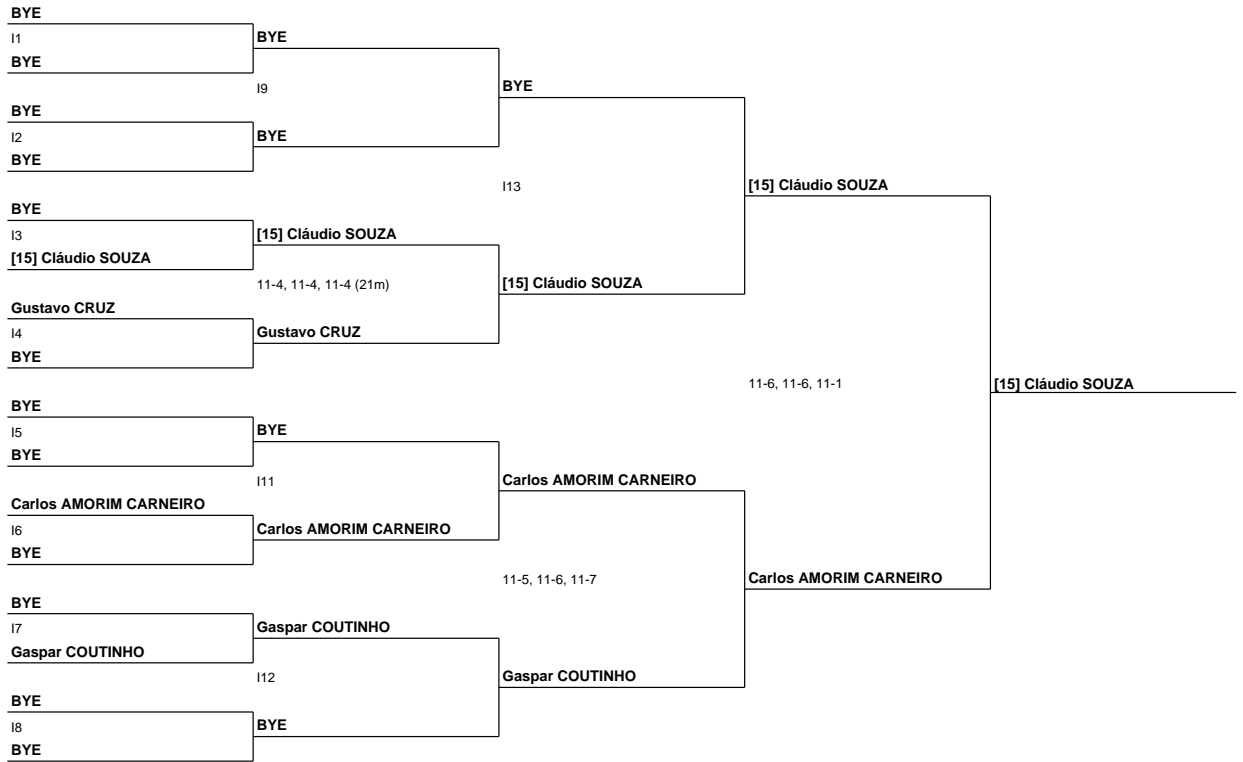 BYE
I1
BYE
BYE
I9
BYE
BYE
I2
BYE
BYE
I13
[15] Cláudio SOUZA
BYE
I3
[15] Cláudio SOUZA
[15] Cláudio SOUZA
11-4, 11-4, 11-4 (21m)
[15] Cláudio SOUZA
Gustavo CRUZ
I4
Gustavo CRUZ
BYE
11-6, 11-6, 11-1
[15] Cláudio SOUZA
BYE
I5
BYE
BYE
I11
Carlos AMORIM CARNEIRO
Carlos AMORIM CARNEIRO
I6
Carlos AMORIM CARNEIRO
BYE
11-5, 11-6, 11-7
Carlos AMORIM CARNEIRO
BYE
I7
Gaspar COUTINHO
Gaspar COUTINHO
I12
Gaspar COUTINHO
BYE
I8
BYE
BYE